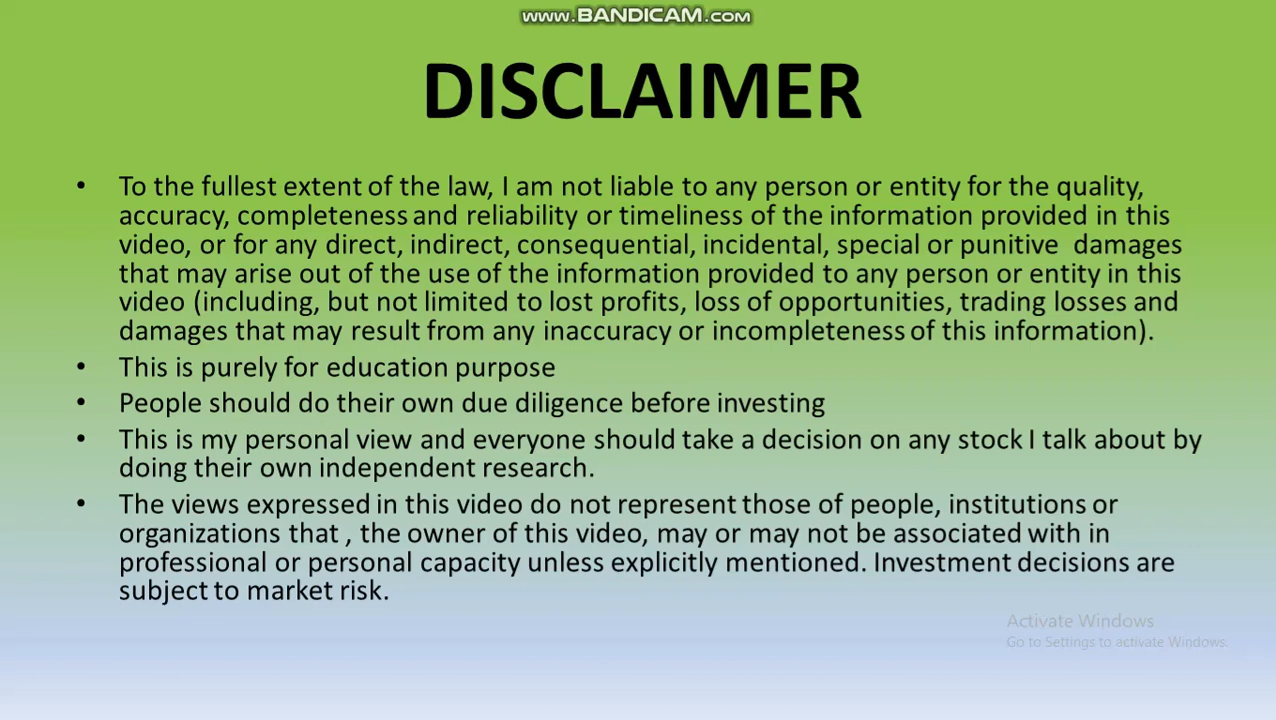 www.BANDICAM.com
DISCLAIMER
• To the fullest extent of the law, I am not liable to any person or entity for the quality,
accuracy, completeness and reliability or timeliness of the information provided in this
video, or for any direct, indirect, consequential, incidental, special or punitive damages
that may arise out of the use of the information provided to any person or entity in this
video (including, but not limited to lost profits, loss of opportunities, trading losses and
damages that may result from any inaccuracy or incompleteness of this information).
• This is purely for education purpose
• People should do their own due diligence before investing
• This is my personal view and everyone should take a decision on any stock I talk about by
doing their own independent research.
• The views expressed in this video do not represent those of people, institutions or
organizations that , the owner of this video, may or may not be associated with in
professional or personal capacity unless explicitly mentioned. Investment decisions are
subject to market risk.
Activate Windows
Go to Settings to activate Windows.